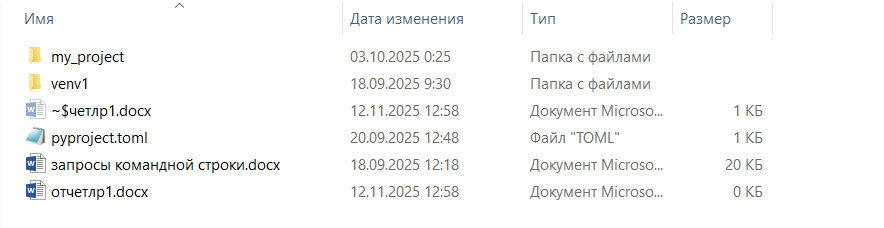 Имя Дата изменения Тип Размер
my_project 03.10.2025 0:25 Папка с файлами
venv1 18.09.2025 9:30 Папка с файлами
~$четлр1.docx 12.11.2025 12:58 Документ Microso... 1 КБ
pyproject.toml 20.09.2025 12:48 Файл "TOML" 1 КБ
запросы командной строки.docx 18.09.2025 12:18 Документ Microso... 20 КБ
отчетлр1.docx 12.11.2025 12:58 Документ Microso... 0 КБ